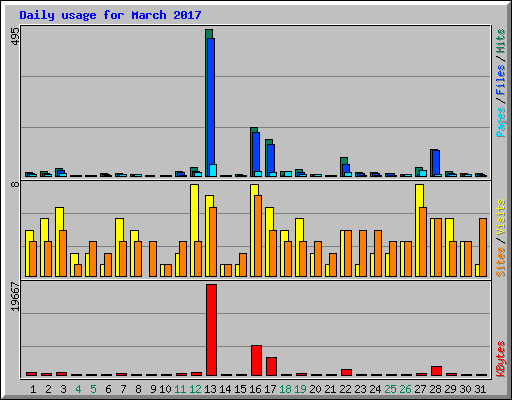 Daily usage for March 2017
495
Pages / Files / Hits
8
Sites / Visits
19667
KBytes
1 2 3 4 5 6 7 8 9 10 11 12 13 14 15 16 17 18 19 20 21 22 23 24 25 26 27 28 29 30 31